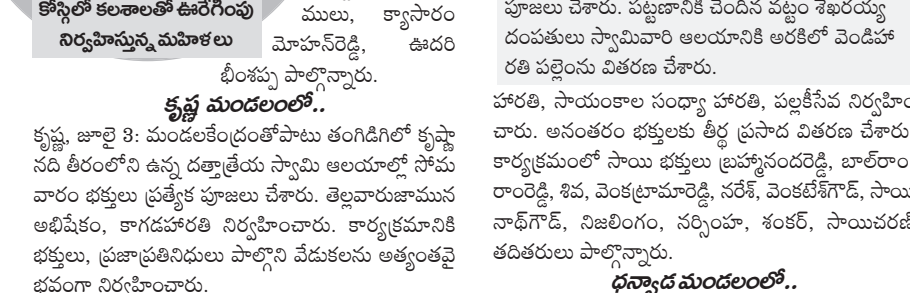 కోస్గిలో కలశాలతో ఊరేగింపు
నిర్వహిస్తున్న మహిళలు
ములు, క్యాసారం
మోహన్‌రెడ్డి, ఊదరి
భీంశప్ప పాల్గొన్నారు.
కృష్ణ మండలంలో..
కృష్ణ, జూలై 3: మండలకేంద్రంతోపాటు తంగిడిగిలో కృష్ణా
నది తీరంలోని ఉన్న దత్తాత్రేయ స్వామి ఆలయాల్లో సోమ
వారం భక్తులు ప్రత్యేక పూజలు చేశారు. తెల్లవారుజామున
అభిషేకం, కాగడహారతి నిర్వహించారు. కార్యక్రమానికి
భక్తులు, ప్రజాప్రతినిధులు పాల్గొని వేడుకలను అత్యంతవై
భవంగా నిర్వహించారు.
పూజలు చేశారు. పట్టణానికి చెందిన వట్టం శేఖరయ్య
దంపతులు స్వామివారి ఆలయానికి అరకిలో వెండిహా
రతి పల్లెంను వితరణ చేశారు.
హారతి, సాయంకాల సంధ్యా హారతి, పల్లకీసేవ నిర్వహిం
చారు. అనంతరం భక్తులకు తీర్థ ప్రసాద వితరణ చేశారు
కార్యక్రమంలో సాయి భక్తులు బ్రహ్మానందరెడ్డి, బాల్‌రాం
రాంరెడ్డి, శివ, వెంకట్రామారెడ్డి, నరేశ్, వెంకటేశ్‌గౌడ్, సాయి
నాథ్‌గౌడ్, నిజలింగం, నర్సింహ, శంకర్, సాయిచరణ్
తదితరులు పాల్గొన్నారు.
ధన్వాడ మండలంలో..